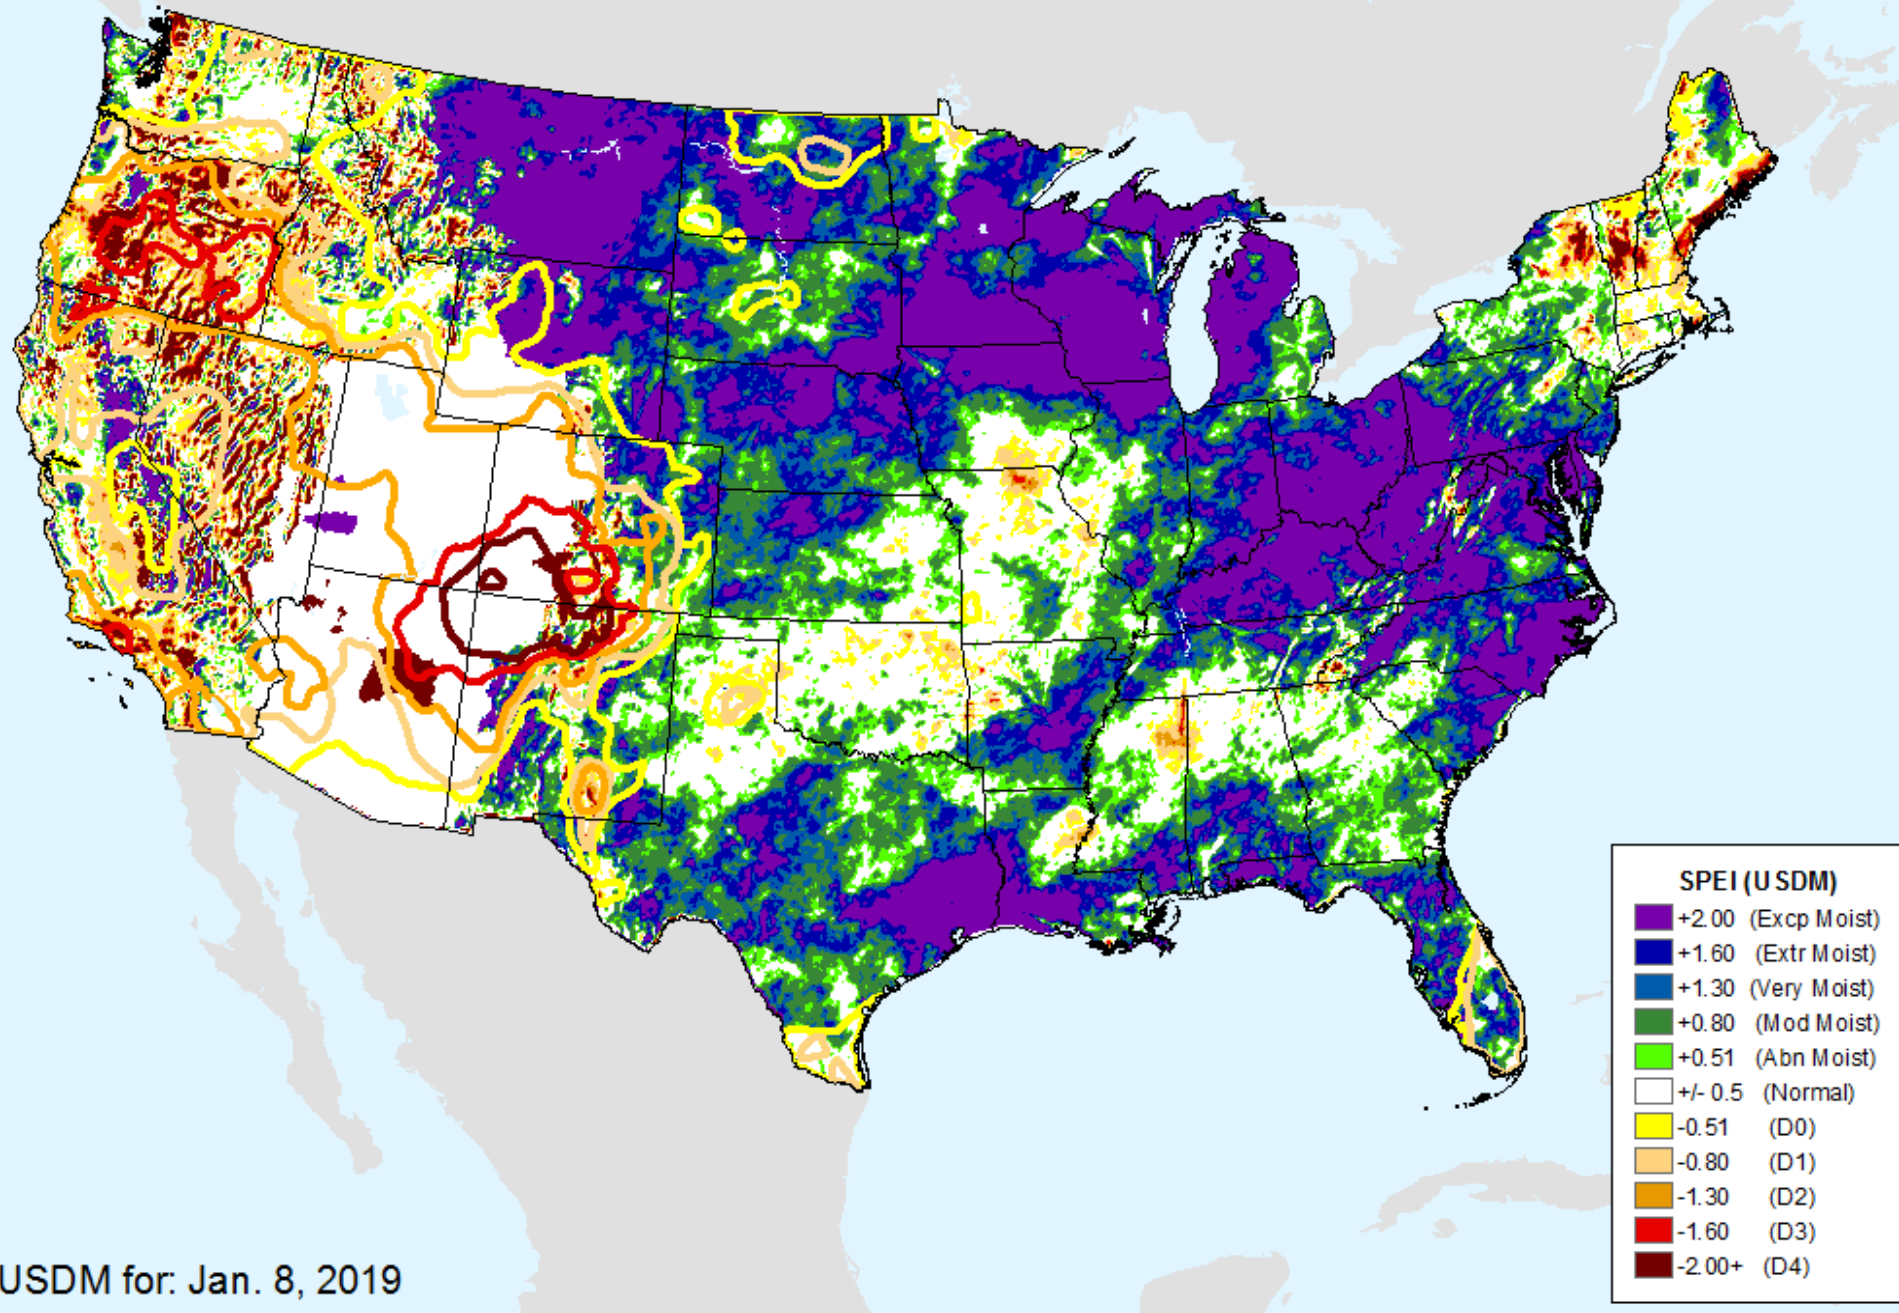 SPEI (USDM)
+2.00 (Excp Moist)
+1.60 (Extr Moist)
+1.30 (Very Moist)
+0.80 (Mod Moist)
+0.51 (Abn Moist)
+/- 0.5 (Normal)
-0.51 (D0)
-0.80 (D1)
-1.30 (D2)
-1.60 (D3)
-2.00+ (D4)
USDM for: Jan. 8, 2019